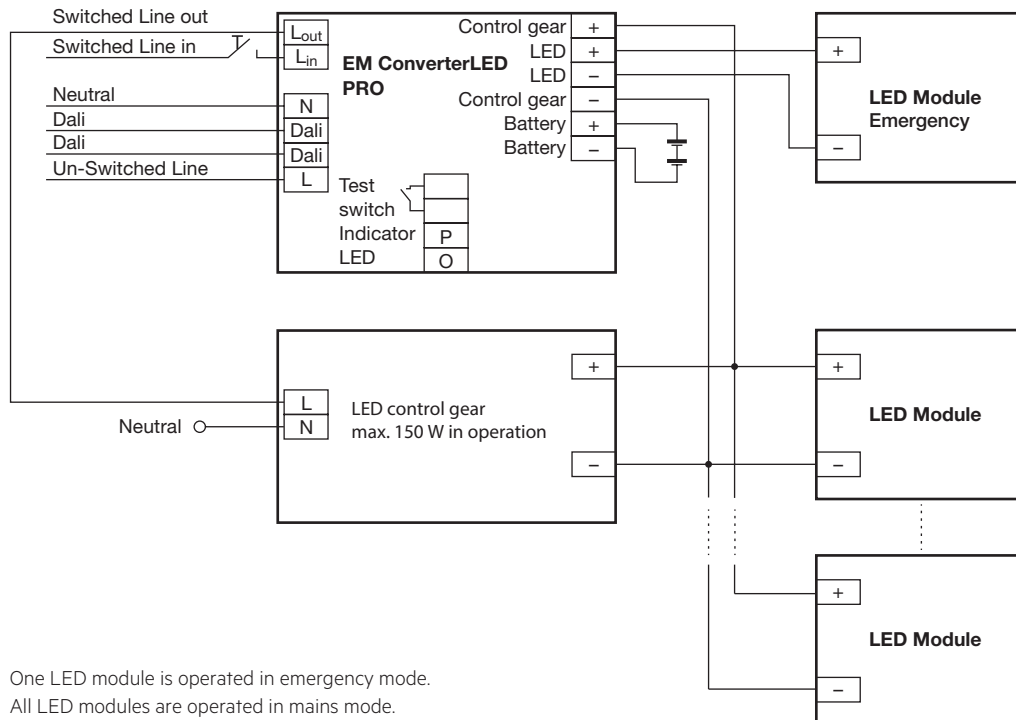 Switched Line out
Switched Line in
Neutral
Dali
Dali
Un-Switched Line
Lout
Lin
N
Dali
Dali
L
EM ConverterLED
PRO
Test
switch
Indicator
LED
P
O
Control gear +
LED +
LED –
Control gear –
Battery +
Battery –
+
–
LED Module
Emergency
L
N
Neutral
LED control gear
max. 150 W in operation
+
–
+
–
LED Module
+
–
LED Module
One LED module is operated in emergency mode.
All LED modules are operated in mains mode.